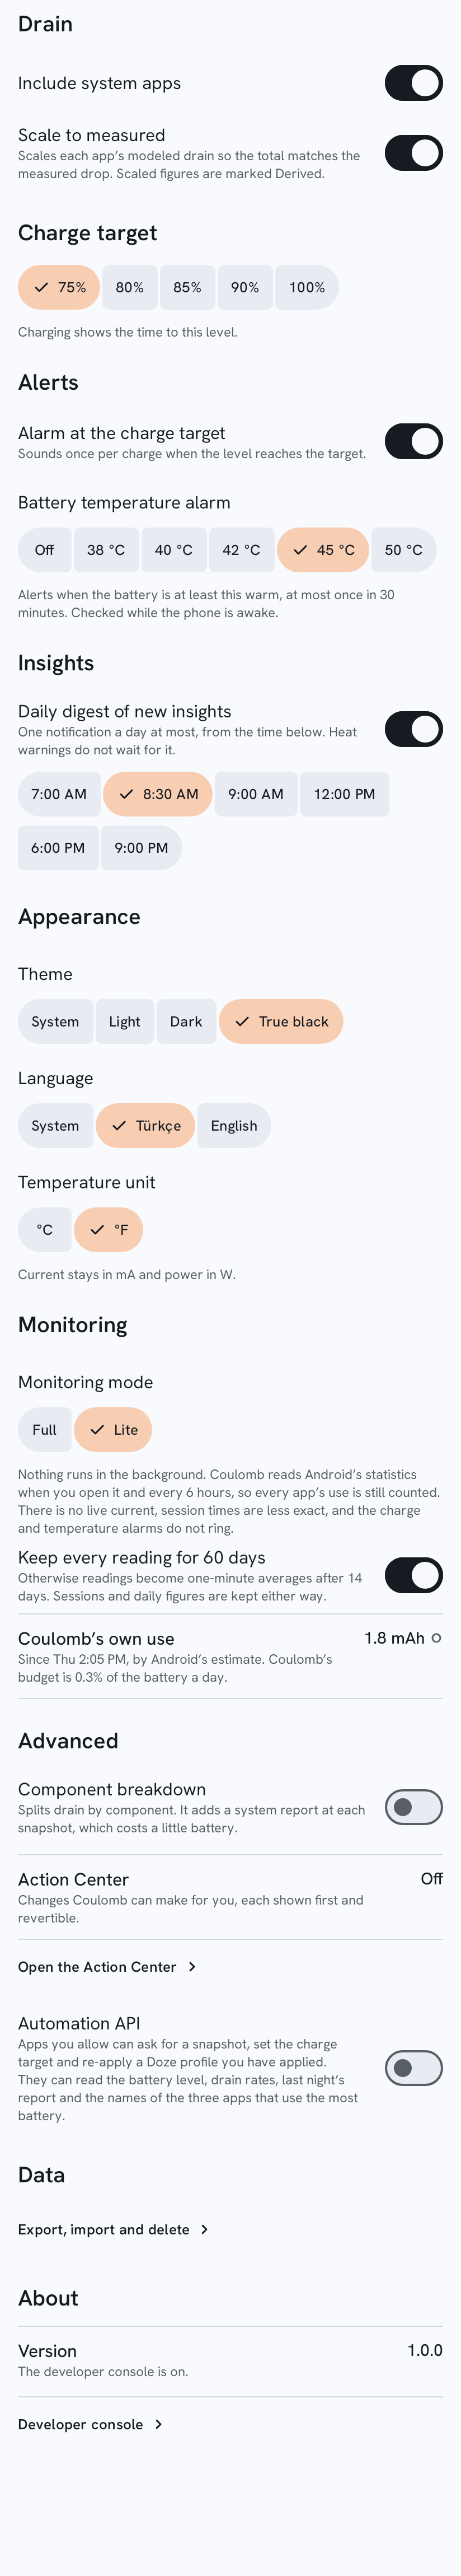 Drain
Include system apps
Scale to measured
Scales each app’s modeled drain so the total matches the
measured drop. Scaled figures are marked Derived.
Charge target
75% 80% 85% 90% 100%
Charging shows the time to this level.
Alerts
Alarm at the charge target
Sounds once per charge when the level reaches the target.
Battery temperature alarm
Off 38 °C 40 °C 42 °C 45 °C 50 °C
Alerts when the battery is at least this warm, at most once in 30
minutes. Checked while the phone is awake.
Insights
Daily digest of new insights
One notification a day at most, from the time below. Heat
warnings do not wait for it.
7:00 AM 8:30 AM 9:00 AM 12:00 PM
6:00 PM 9:00 PM
Appearance
Theme
System Light Dark True black
Language
System Türkçe English
Temperature unit
°C °F
Current stays in mA and power in W.
Monitoring
Monitoring mode
Full Lite
Nothing runs in the background. Coulomb reads Android’s statistics
when you open it and every 6 hours, so every app’s use is still counted.
There is no live current, session times are less exact, and the charge
and temperature alarms do not ring.
Keep every reading for 60 days
Otherwise readings become one-minute averages after 14
days. Sessions and daily figures are kept either way.
Coulomb’s own use 1.8 mAh
Since Thu 2:05 PM, by Android’s estimate. Coulomb’s
budget is 0.3% of the battery a day.
Advanced
Component breakdown
Splits drain by component. It adds a system report at each
snapshot, which costs a little battery.
Action Center Off
Changes Coulomb can make for you, each shown first and
revertible.
Open the Action Center
Automation API
Apps you allow can ask for a snapshot, set the charge
target and re-apply a Doze profile you have applied.
They can read the battery level, drain rates, last night’s
report and the names of the three apps that use the most
battery.
Data
Export, import and delete
About
Version 1.0.0
The developer console is on.
Developer console